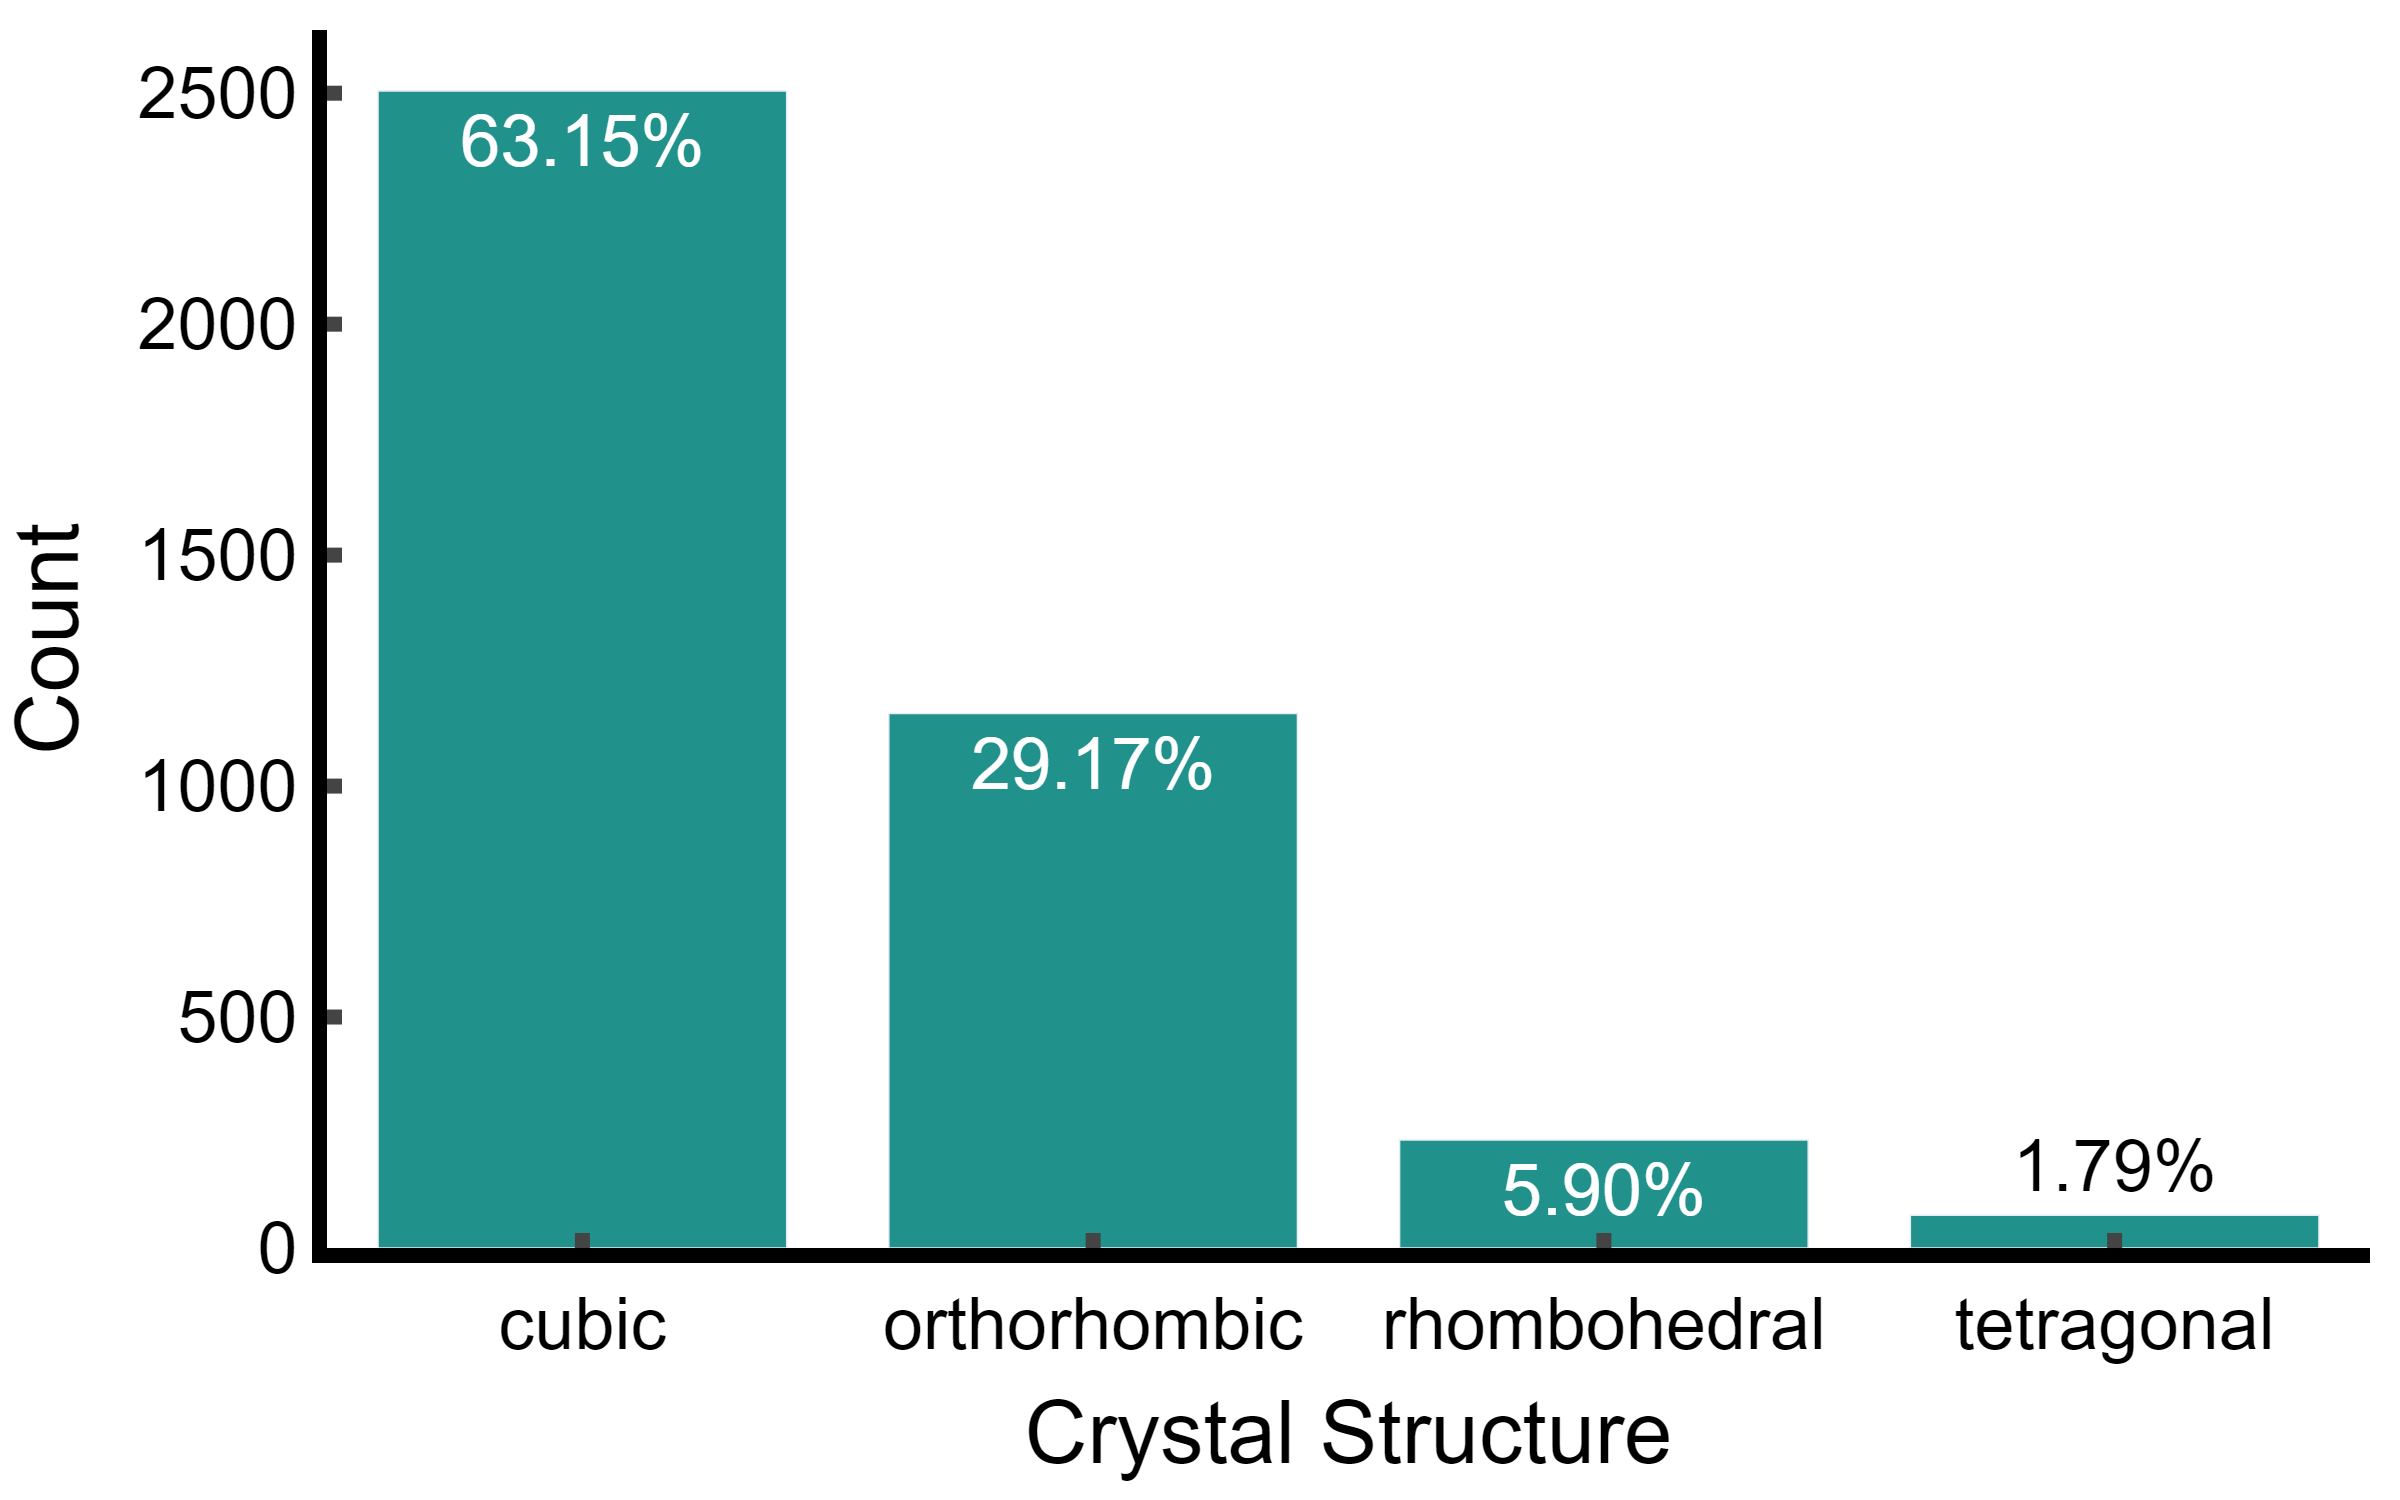 Count
2500
2000
1500
1000
500
0
63.15%
29.17%
5.90%
1.79%
cubic
orthorhombic
rhombohedral
tetragonal
Crystal Structure